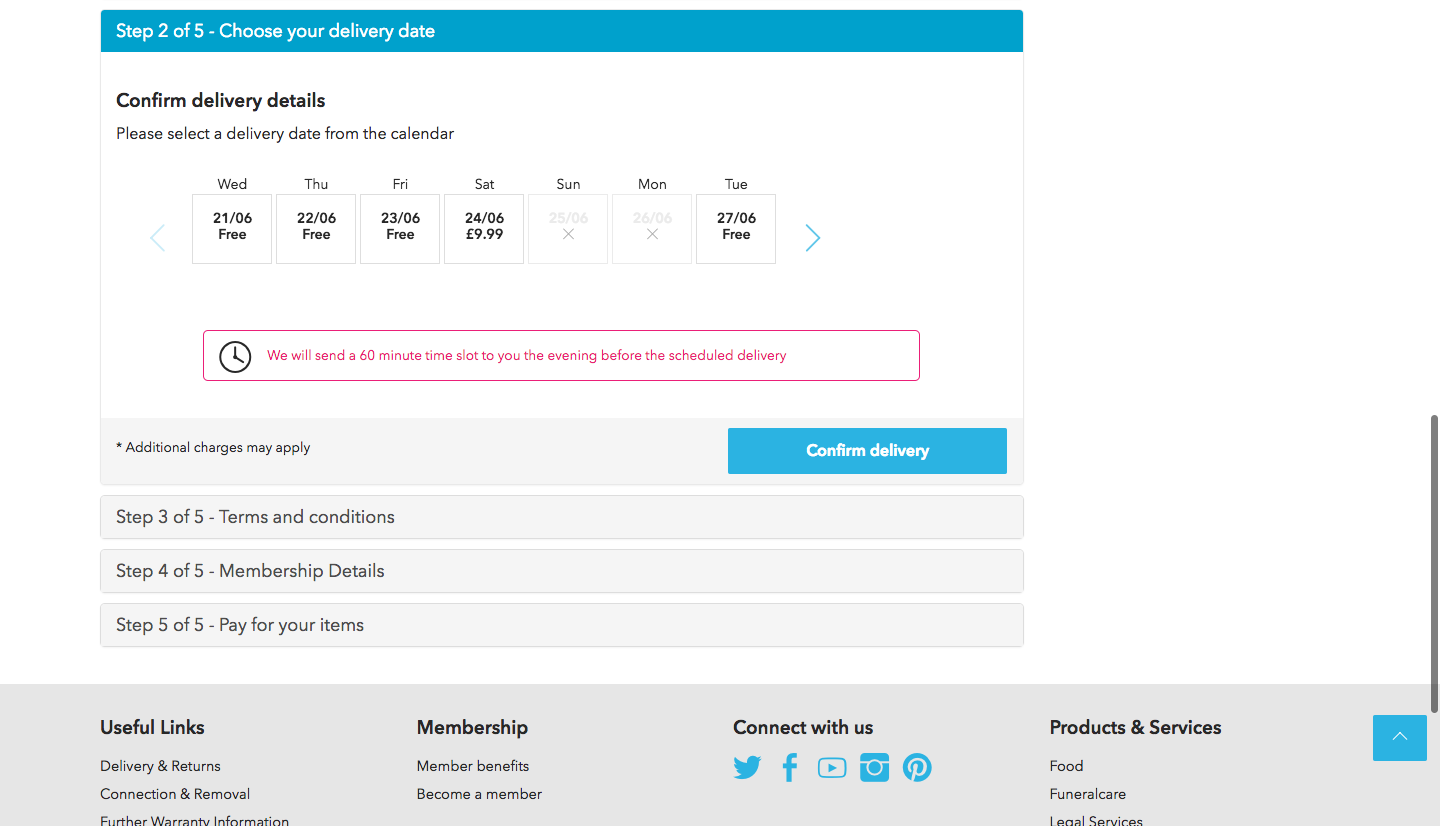 Step 2 of 5 - Choose your delivery date
Confirm delivery details
Please select a delivery date from the calendar
Wed Thu Fri Sat Sun Mon Tue
21/06 22/06 23/06 24/06 25/06 26/06 27/06
Free Free Free £9.99 Free
We will send a 60 minute time slot to you the evening before the scheduled delivery
* Additional charges may apply
Confirm delivery
Step 3 of 5 - Terms and conditions
Step 4 of 5 - Membership Details
Step 5 of 5 - Pay for your items
Useful Links Membership Connect with us Products & Services
Delivery & Returns Member benefits Food
Connection & Removal Become a member Funeralcare
Further Warranty Information Legal Services